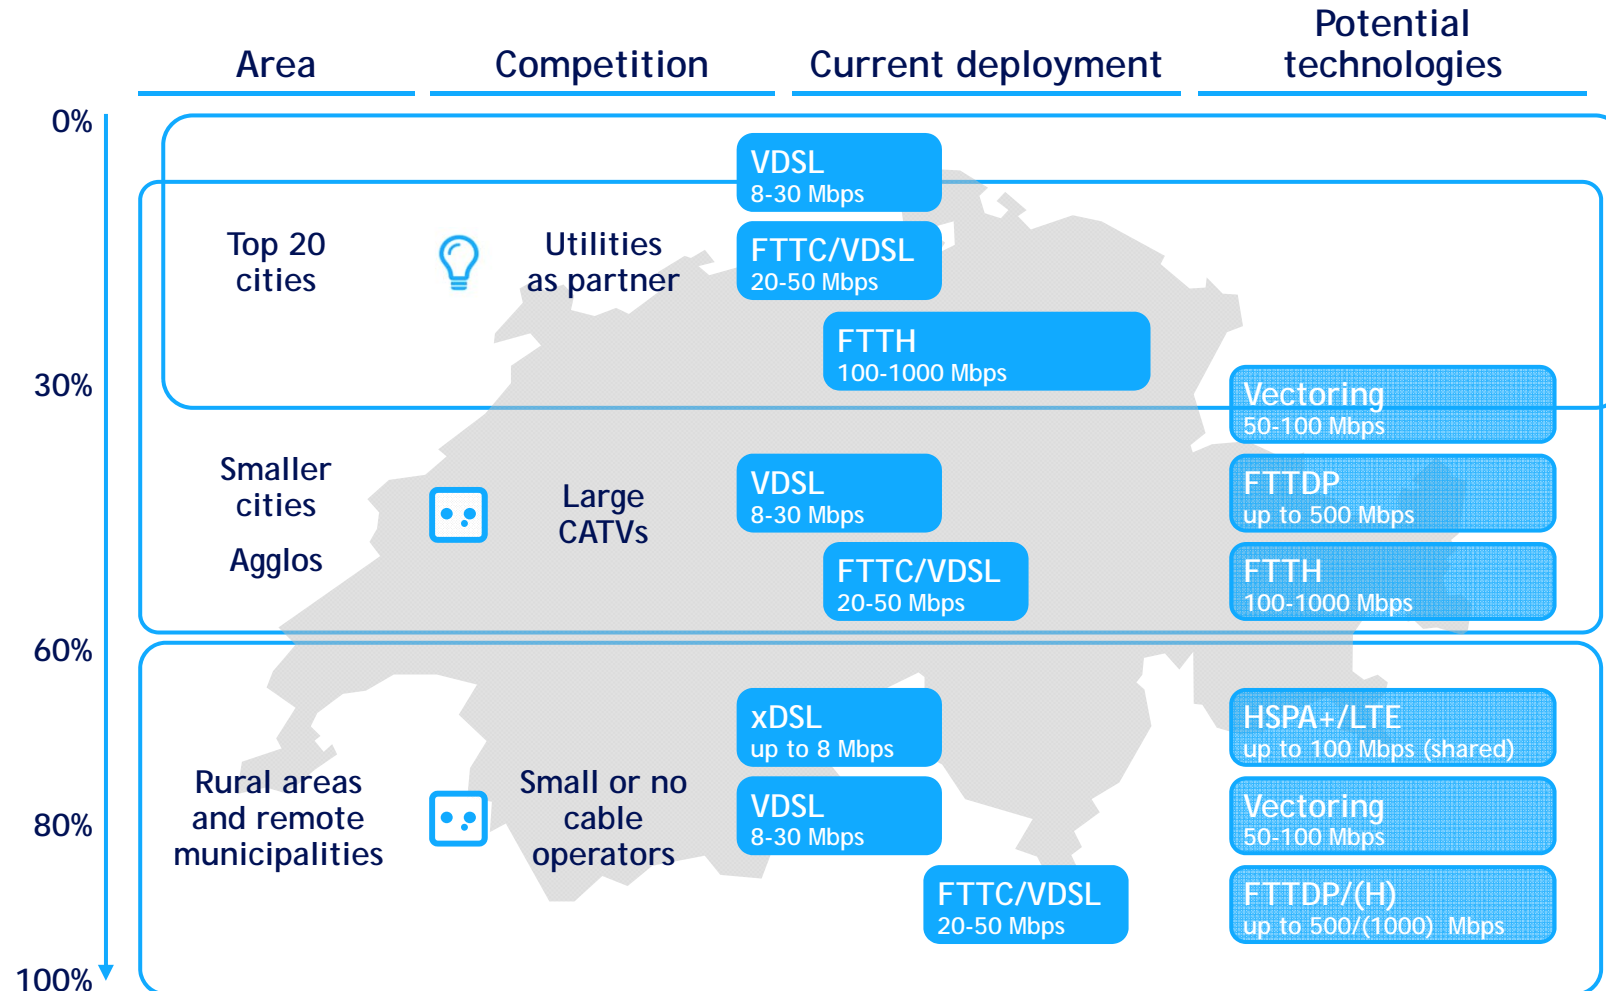 Area
Competition
Current deployment
Potential
technologies
0%
30%
60%
80%
100%
Top 20
cities
Utilities
as partner
VDSL
8-30 Mbps
FTTC/VDSL
20-50 Mbps
FTTH
100-1000 Mbps
Vectoring
50-100 Mbps
Smaller
cities
Agglos
Large
CATVs
VDSL
8-30 Mbps
FTTC/VDSL
20-50 Mbps
FTTDP
up to 500 Mbps
FTTH
100-1000 Mbps
Rural areas
and remote
municipalities
Small or no
cable
operators
xDSL
up to 8 Mbps
VDSL
8-30 Mbps
FTTC/VDSL
20-50 Mbps
HSPA+/LTE
up to 100 Mbps (shared)
Vectoring
50-100 Mbps
FTTDP/(H)
up to 500/(1000) Mbps